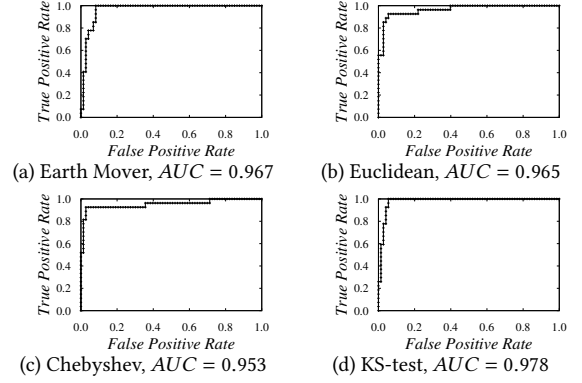 True Positive Rate
1.0
0.8
0.6
0.4
0.2
0.0
0.0 0.2 0.4 0.6 0.8 1.0
False Positive Rate
(a) Earth Mover, AUC = 0.967
True Positive Rate
1.0
0.8
0.6
0.4
0.2
0.0
0.0 0.2 0.4 0.6 0.8 1.0
False Positive Rate
(b) Euclidean, AUC = 0.965
True Positive Rate
1.0
0.8
0.6
0.4
0.2
0.0
0.0 0.2 0.4 0.6 0.8 1.0
False Positive Rate
(c) Chebyshev, AUC = 0.953
True Positive Rate
1.0
0.8
0.6
0.4
0.2
0.0
0.0 0.2 0.4 0.6 0.8 1.0
False Positive Rate
(d) KS-test, AUC = 0.978